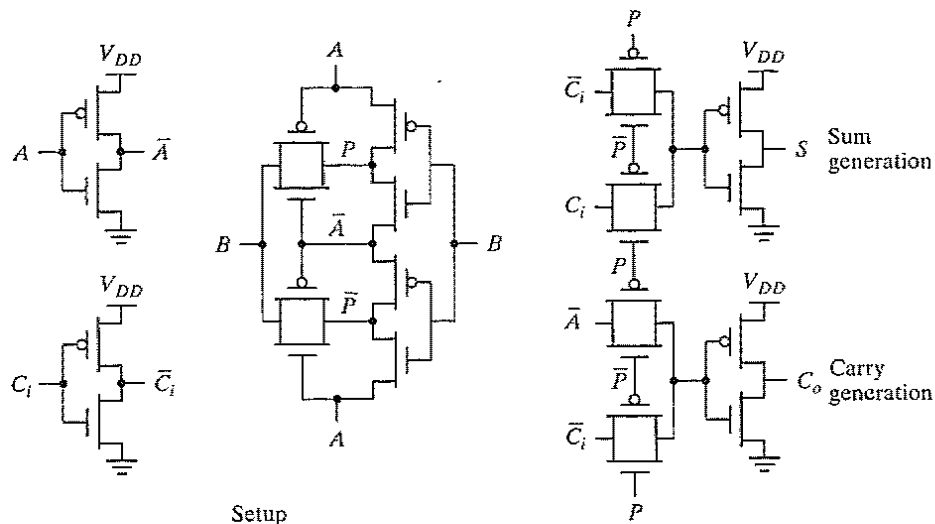 V_DD
A
A̅
V_DD
C_i
C̅_i
Setup
A
P
B
A̅
B
P̅
A
P
C̅_i
P̅
C_i
P
V_DD
S
Sum
generation
A̅
P̅
C̅_i
P
V_DD
C_o
Carry
generation